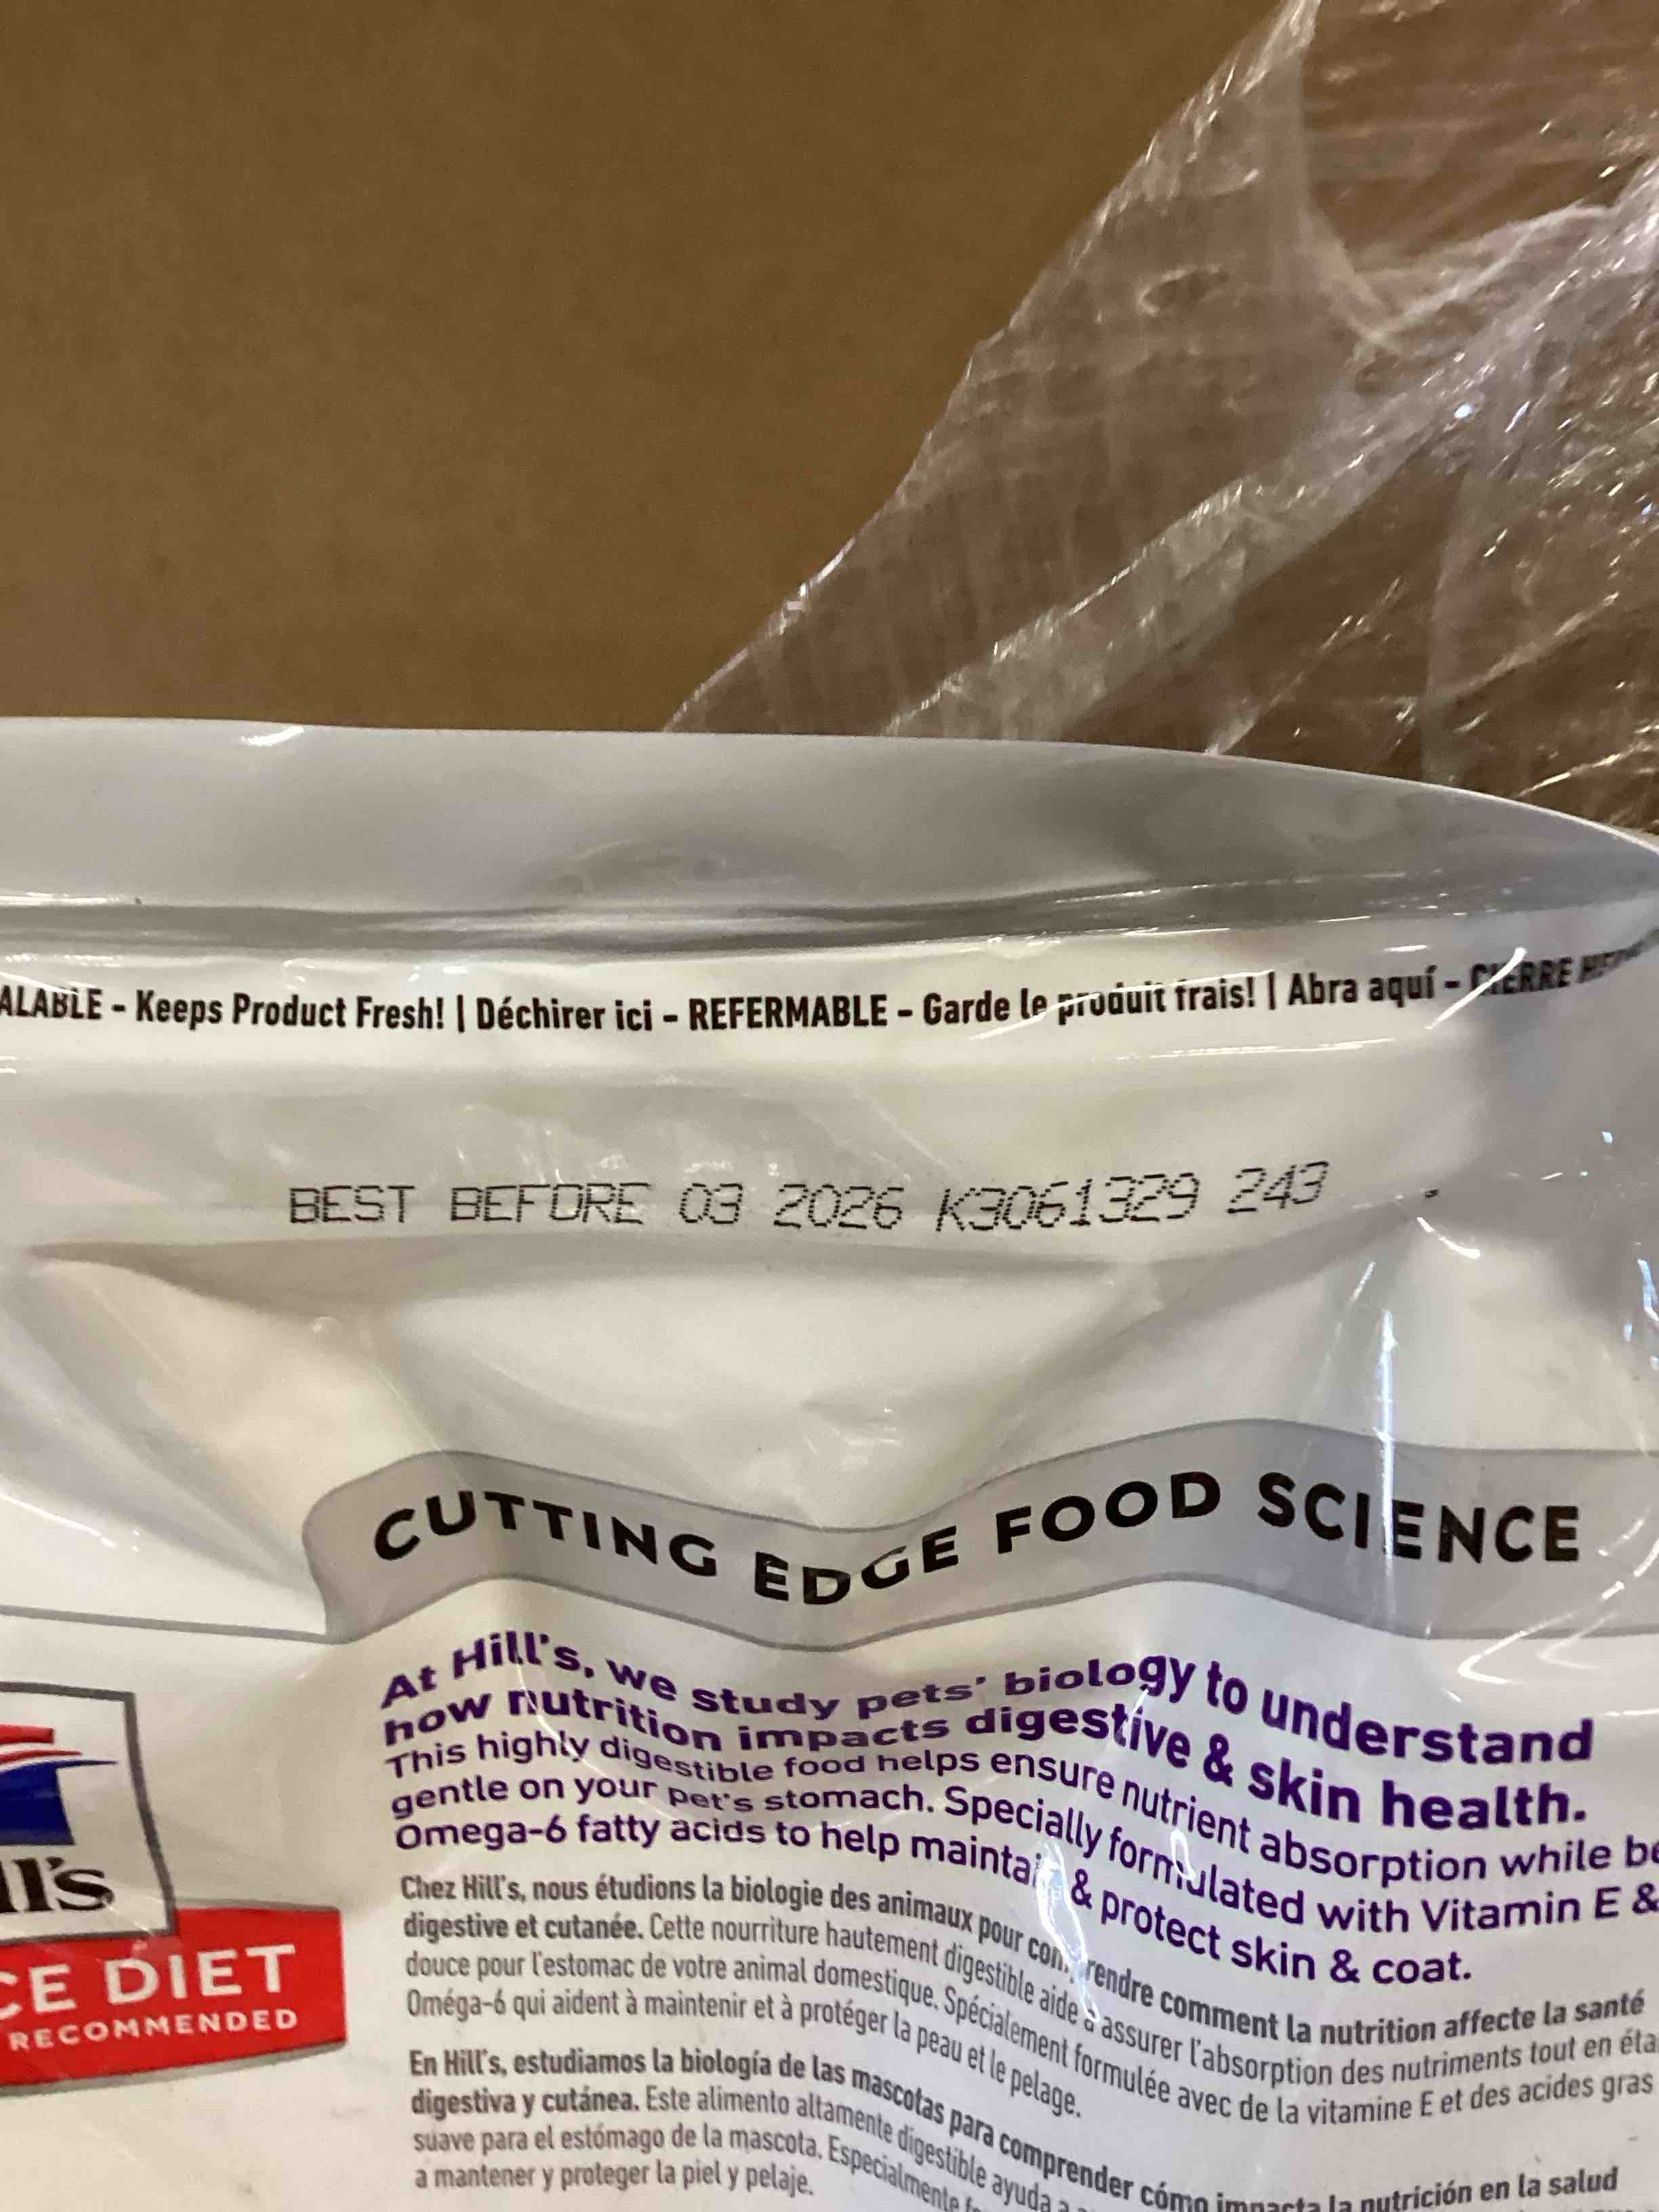 ALABLE - Keeps Product Fresh! | Déchirer ici - REFERMABLE - Garde le produit frais! | Abra aquí - CIERRE
BEST BEFORE 03 2026 K3061329 243
CUTTING EDGE FOOD SCIENCE
At Hill's, we study pets' biology to understand
how nutrition impacts digestive & skin health.
This highly digestible food helps ensure nutrient absorption while be
gentle on your pet's stomach. Specially formulated with Vitamin E &
Omega-6 fatty acids to help maintain & protect skin & coat.
ll's
CE DIET
RECOMMENDED
Chez Hill's, nous étudions la biologie des animaux pour comprendre comment la nutrition affecte la santé
digestive et cutanée. Cette nourriture hautement digestible aide à assurer l'absorption des nutriments tout en éta
douce pour l'estomac de votre animal domestique. Spécialement formulée avec de la vitamine E et des acides gras
Oméga-6 qui aident à maintenir et à protéger la peau et le pelage.
En Hill's, estudiamos la biología de las mascotas para comprender cómo impacta la nutrición en la salud
digestiva y cutánea. Este alimento altamente digestible ayuda a
suave para el estómago de la mascota. Especialmente
a mantener y proteger la piel y pelaje.